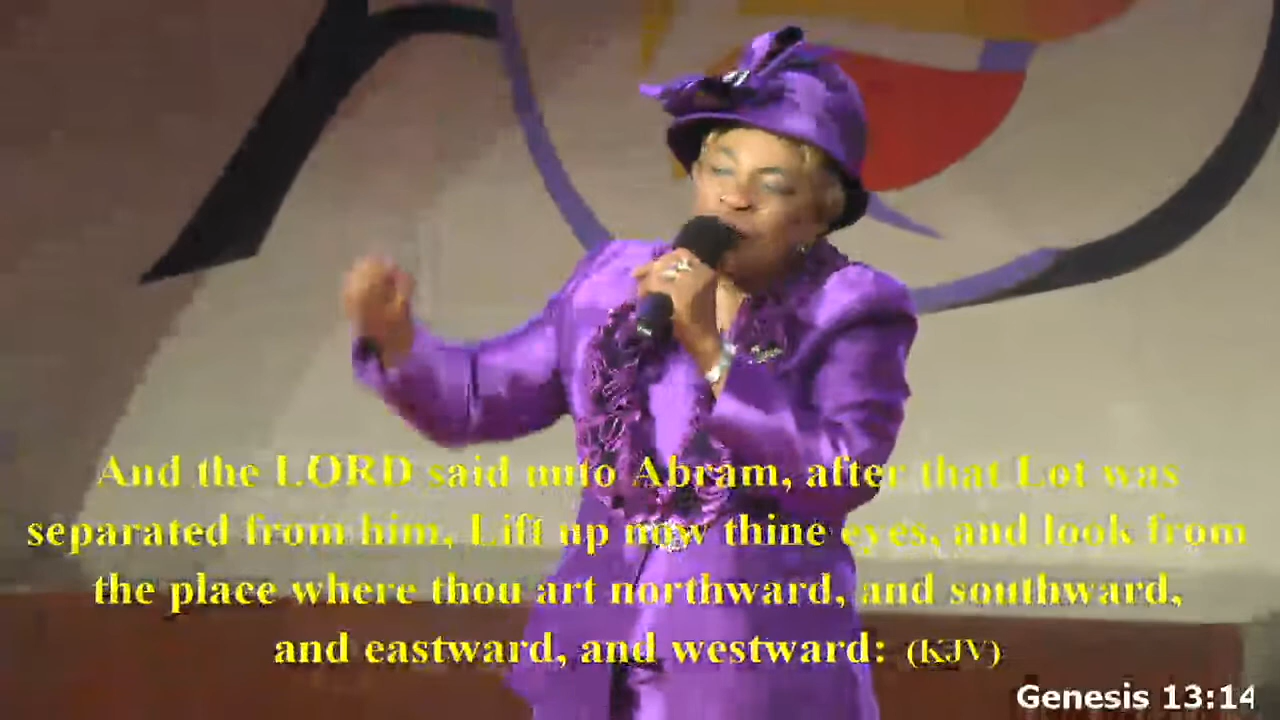 And the LORD said unto Abram, after that Lot was
separated from him, Lift up now thine eyes, and look from
the place where thou art northward, and southward,
and eastward, and westward: (KJV)
Genesis 13:14